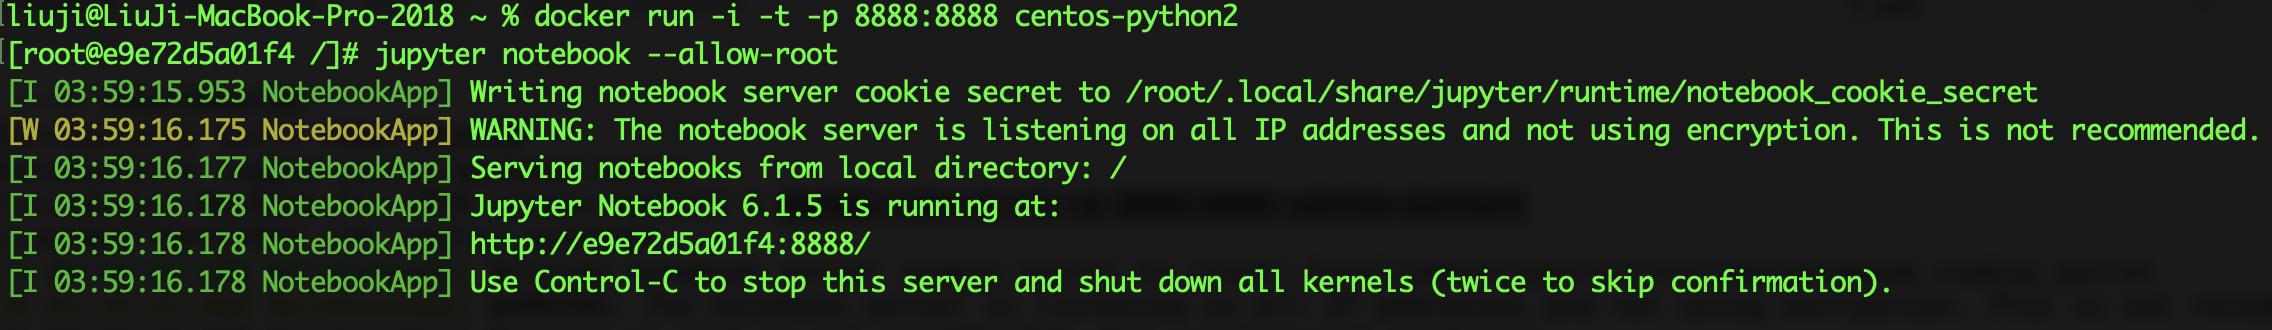 liuji@LiuJi-MacBook-Pro-2018 ~ % docker run -i -t -p 8888:8888 centos-python2
[root@e9e72d5a01f4 /]# jupyter notebook --allow-root
[I 03:59:15.953 NotebookApp] Writing notebook server cookie secret to /root/.local/share/jupyter/runtime/notebook_cookie_secret
[W 03:59:16.175 NotebookApp] WARNING: The notebook server is listening on all IP addresses and not using encryption. This is not recommended.
[I 03:59:16.177 NotebookApp] Serving notebooks from local directory: /
[I 03:59:16.178 NotebookApp] Jupyter Notebook 6.1.5 is running at:
[I 03:59:16.178 NotebookApp] http://e9e72d5a01f4:8888/
[I 03:59:16.178 NotebookApp] Use Control-C to stop this server and shut down all kernels (twice to skip confirmation).